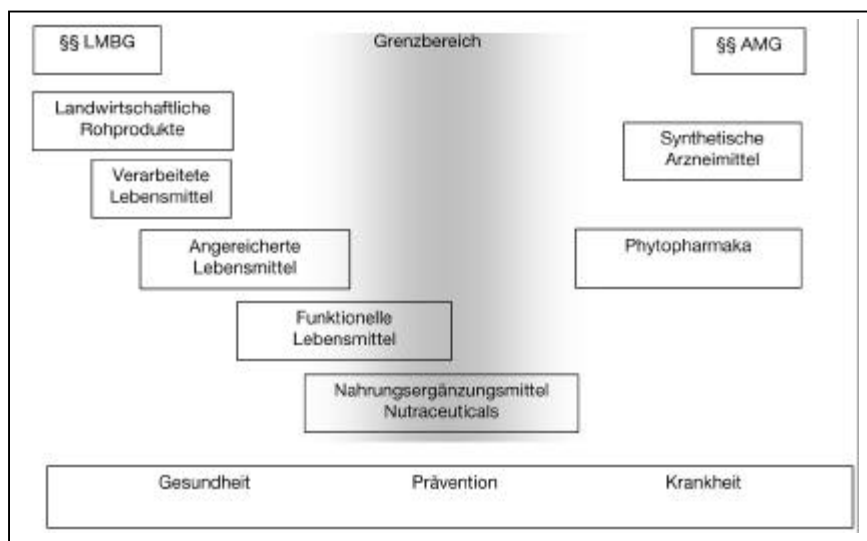 §§ LMBG
Grenzbereich
§§ AMG
Landwirtschaftliche
Rohprodukte
Synthetische
Arzneimittel
Verarbeitete
Lebensmittel
Angereicherte
Lebensmittel
Phytopharmaka
Funktionelle
Lebensmittel
Nahrungsergänzungsmittel
Nutraceuticals
Gesundheit
Prävention
Krankheit